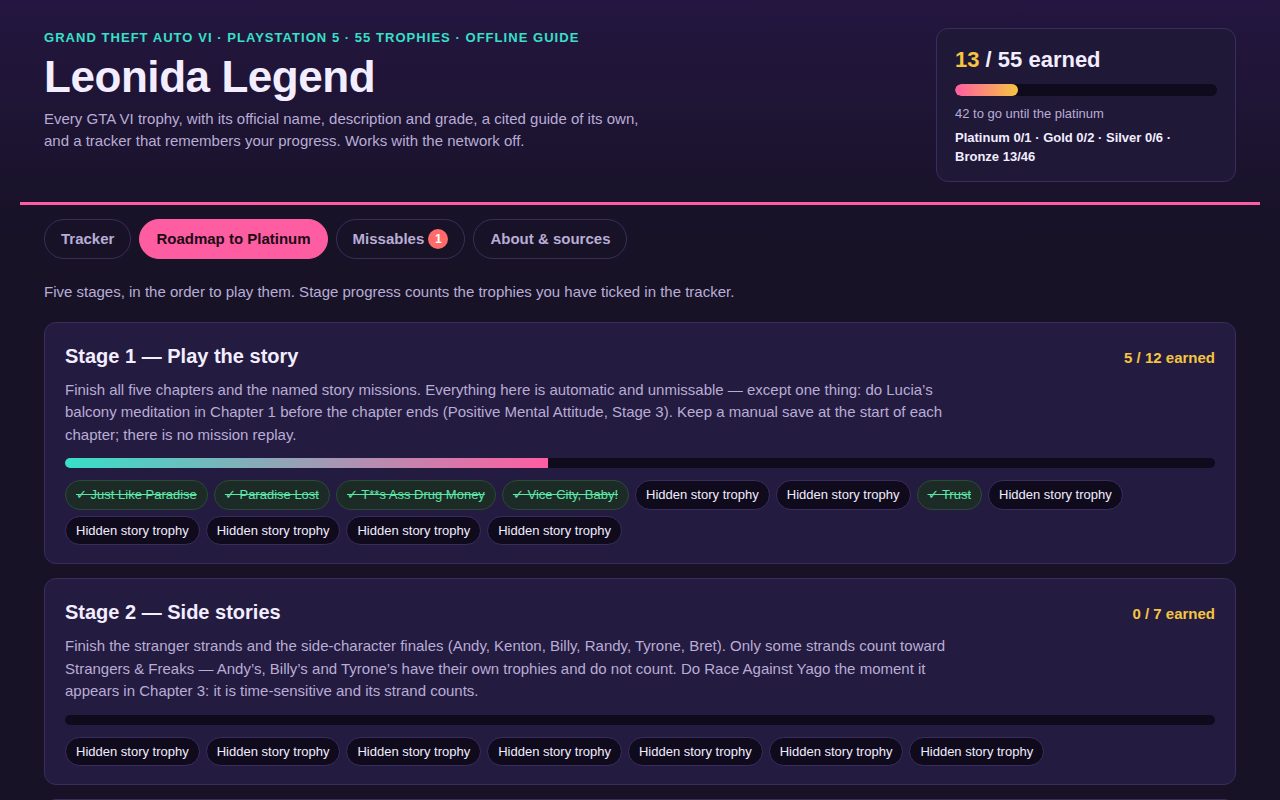 GRAND THEFT AUTO VI · PLAYSTATION 5 · 55 TROPHIES · OFFLINE GUIDE
Leonida Legend
Every GTA VI trophy, with its official name, description and grade, a cited guide of its own,
and a tracker that remembers your progress. Works with the network off.
13 / 55 earned
42 to go until the platinum
Platinum 0/1 · Gold 0/2 · Silver 0/6 ·
Bronze 13/46
Tracker Roadmap to Platinum Missables 1 About & sources
Five stages, in the order to play them. Stage progress counts the trophies you have ticked in the tracker.
Stage 1 — Play the story 5 / 12 earned
Finish all five chapters and the named story missions. Everything here is automatic and unmissable — except one thing: do Lucia’s
balcony meditation in Chapter 1 before the chapter ends (Positive Mental Attitude, Stage 3). Keep a manual save at the start of each
chapter; there is no mission replay.
✓ Just Like Paradise ✓ Paradise Lost ✓ T**s Ass Drug Money ✓ Vice City, Baby! Hidden story trophy Hidden story trophy ✓ Trust Hidden story trophy
Hidden story trophy Hidden story trophy Hidden story trophy Hidden story trophy
Stage 2 — Side stories 0 / 7 earned
Finish the stranger strands and the side-character finales (Andy, Kenton, Billy, Randy, Tyrone, Bret). Only some strands count toward
Strangers & Freaks — Andy’s, Billy’s and Tyrone’s have their own trophies and do not count. Do Race Against Yago the moment it
appears in Chapter 3: it is time-sensitive and its strand counts.
Hidden story trophy Hidden story trophy Hidden story trophy Hidden story trophy Hidden story trophy Hidden story trophy Hidden story trophy